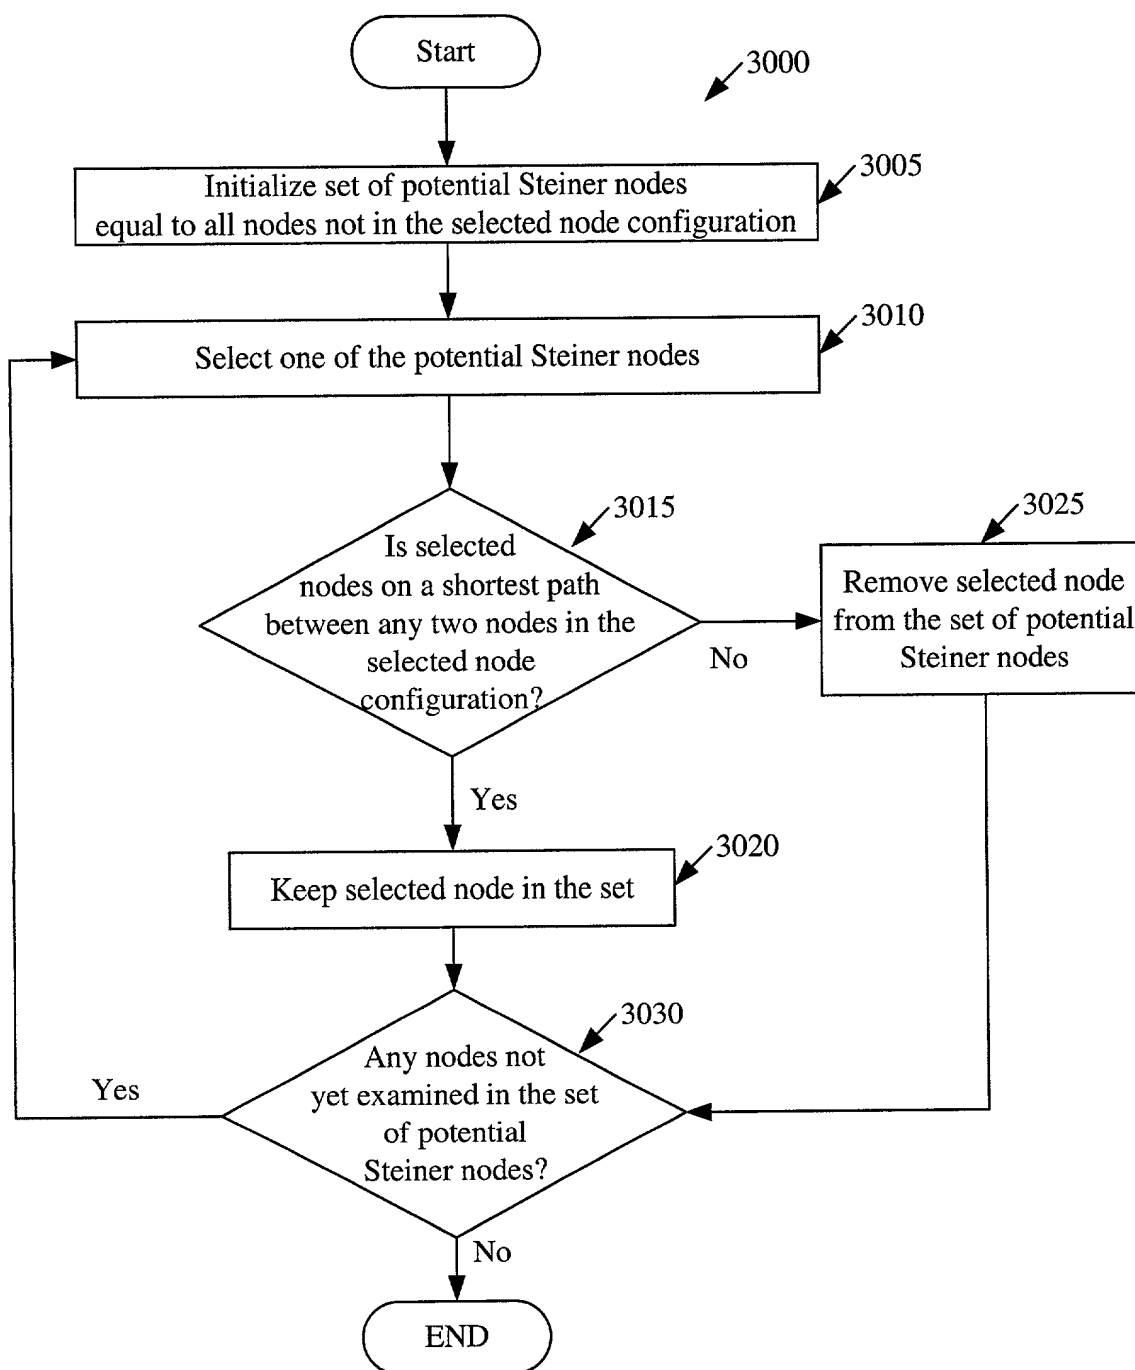 Start
3000
3005
Initialize set of potential Steiner nodes
equal to all nodes not in the selected node configuration
3010
Select one of the potential Steiner nodes
3015
Is selected
nodes on a shortest path
between any two nodes in the
selected node
configuration?
3025
Remove selected node
from the set of potential
Steiner nodes
No
Yes
3020
Keep selected node in the set
3030
Any nodes not
yet examined in the set
of potential
Steiner nodes?
Yes
No
END